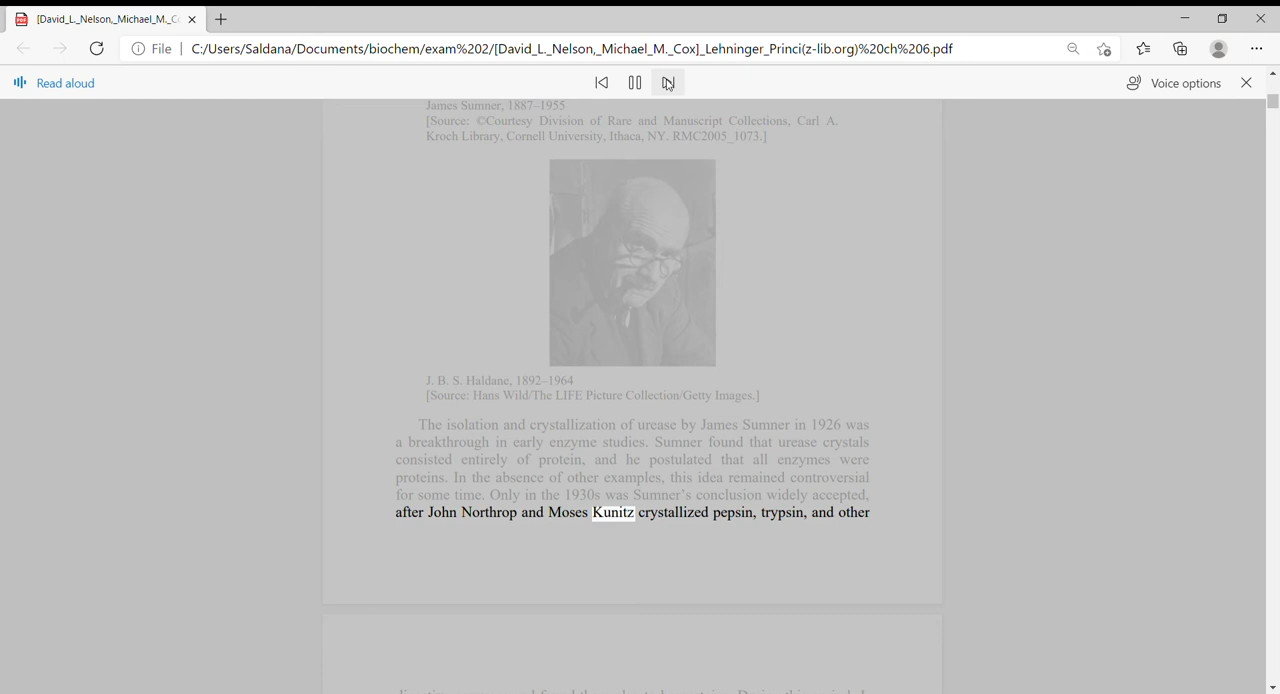 [David_L._Nelson,_Michael_M._C
File
C:/Users/Saldana/Documents/biochem/exam%202/[David_L._Nelson,_Michael_M._Cox]_Lehninger_Princi(z-lib.org)%20ch%206.pdf
Read aloud
Voice options
James Sumner, 1887–1955
[Source: ©Courtesy Division of Rare and Manuscript Collections, Carl A.
Kroch Library, Cornell University, Ithaca, NY. RMC2005_1073.]
J. B. S. Haldane, 1892–1964
[Source: Hans Wild/The LIFE Picture Collection/Getty Images.]
The isolation and crystallization of urease by James Sumner in 1926 was
a breakthrough in early enzyme studies. Sumner found that urease crystals
consisted entirely of protein, and he postulated that all enzymes were
proteins. In the absence of other examples, this idea remained controversial
for some time. Only in the 1930s was Sumner's conclusion widely accepted,
after John Northrop and Moses Kunitz crystallized pepsin, trypsin, and other